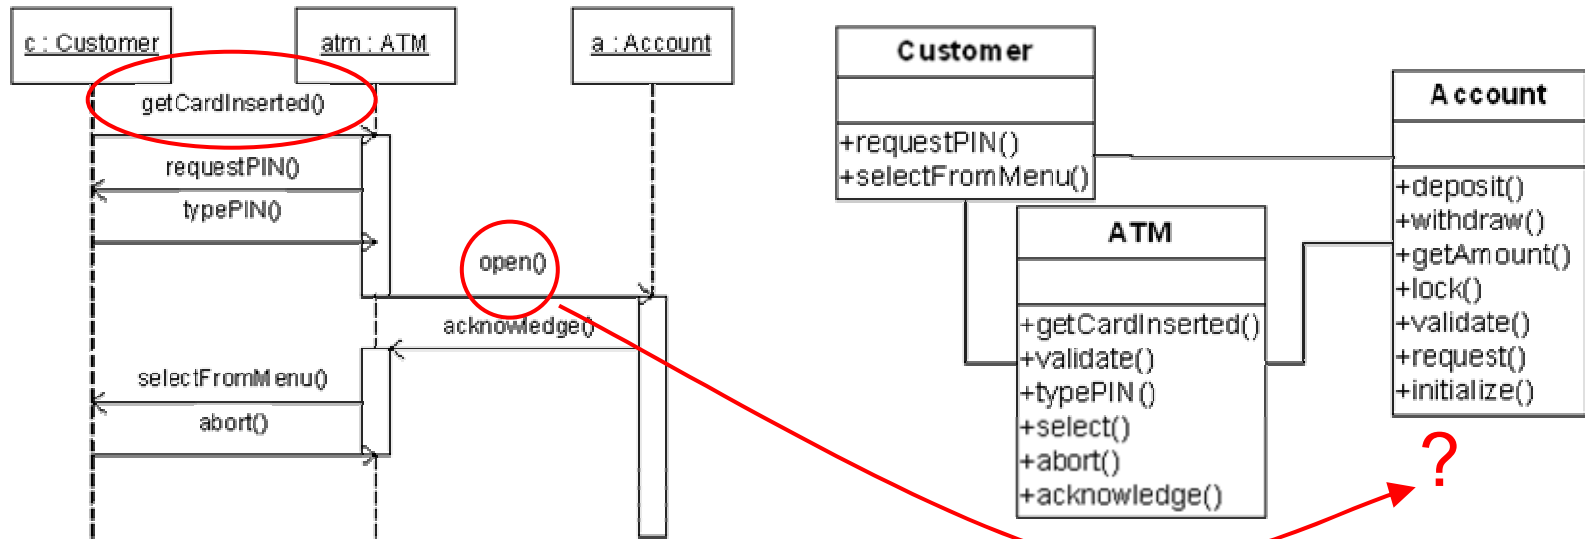 c : Customer
atm : ATM
a : Account
getCardInserted()
requestPIN()
typePIN()
open()
acknowledge()
selectFromMenu()
abort()
Customer
+requestPIN()
+selectFromMenu()
ATM
+getCardInserted()
+validate()
+typePIN()
+select()
+abort()
+acknowledge()
Account
+deposit()
+withdraw()
+getAmount()
+lock()
+validate()
+request()
+initialize()
?